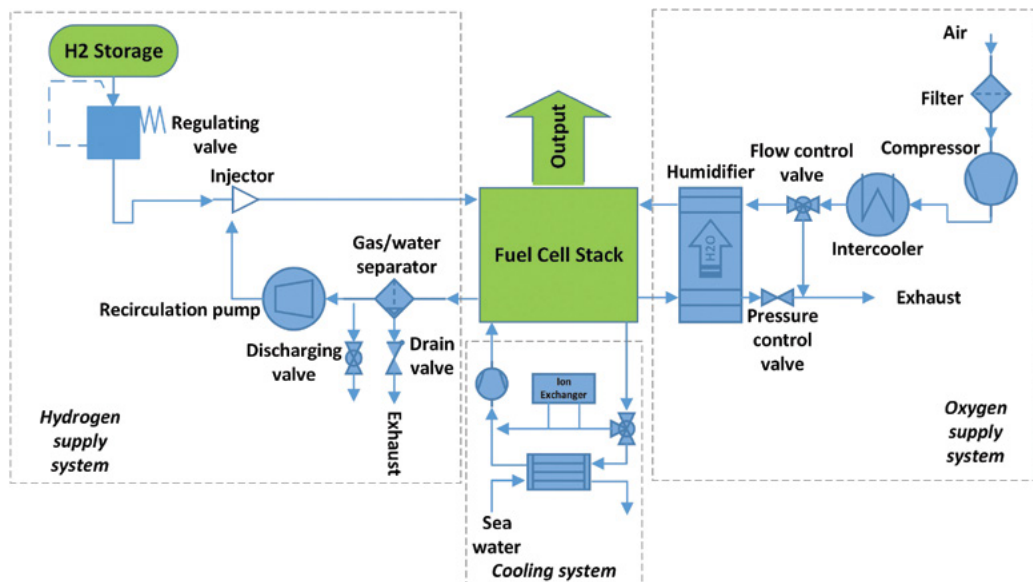 H2 Storage
Regulating
valve
Injector
Gas/water
separator
Recirculation pump
Discharging
valve
Drain
valve
Exhaust
Hydrogen
supply
system
Output
Fuel Cell Stack
Ion
Exchanger
Sea
water
Cooling system
Air
Filter
Compressor
Flow control
valve
Humidifier
H2O
Intercooler
Exhaust
Pressure
control
valve
Oxygen
supply
system